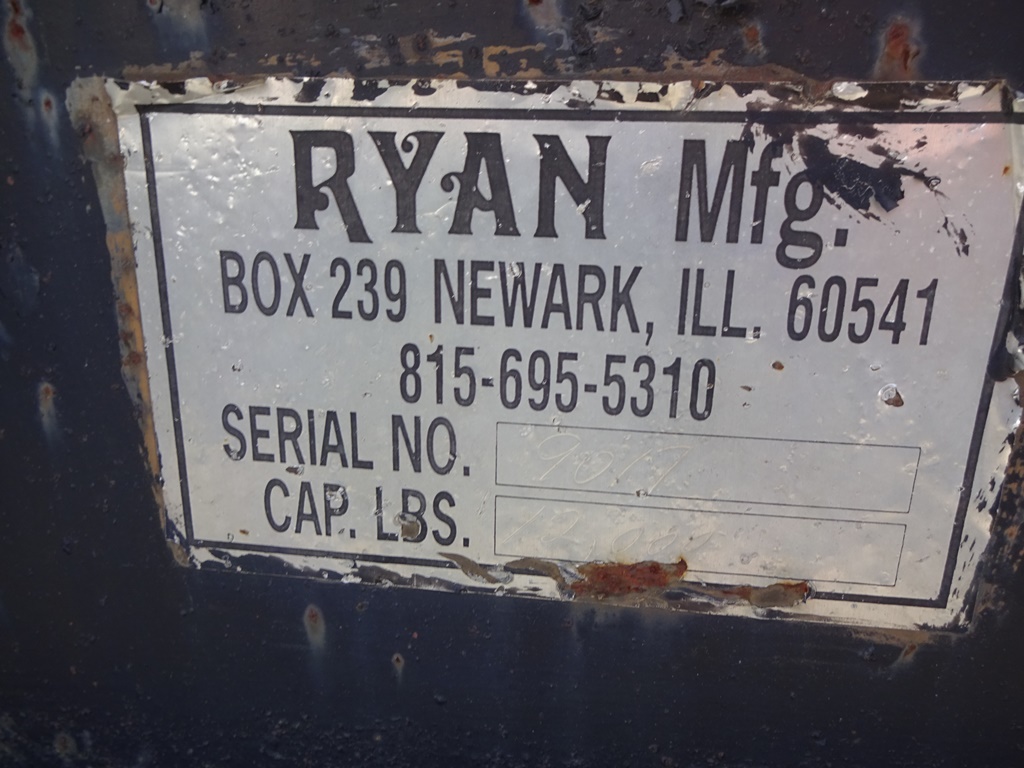 RYAN Mfg.
BOX 239 NEWARK, ILL. 60541
815-695-5310
SERIAL NO.
CAP. LBS.